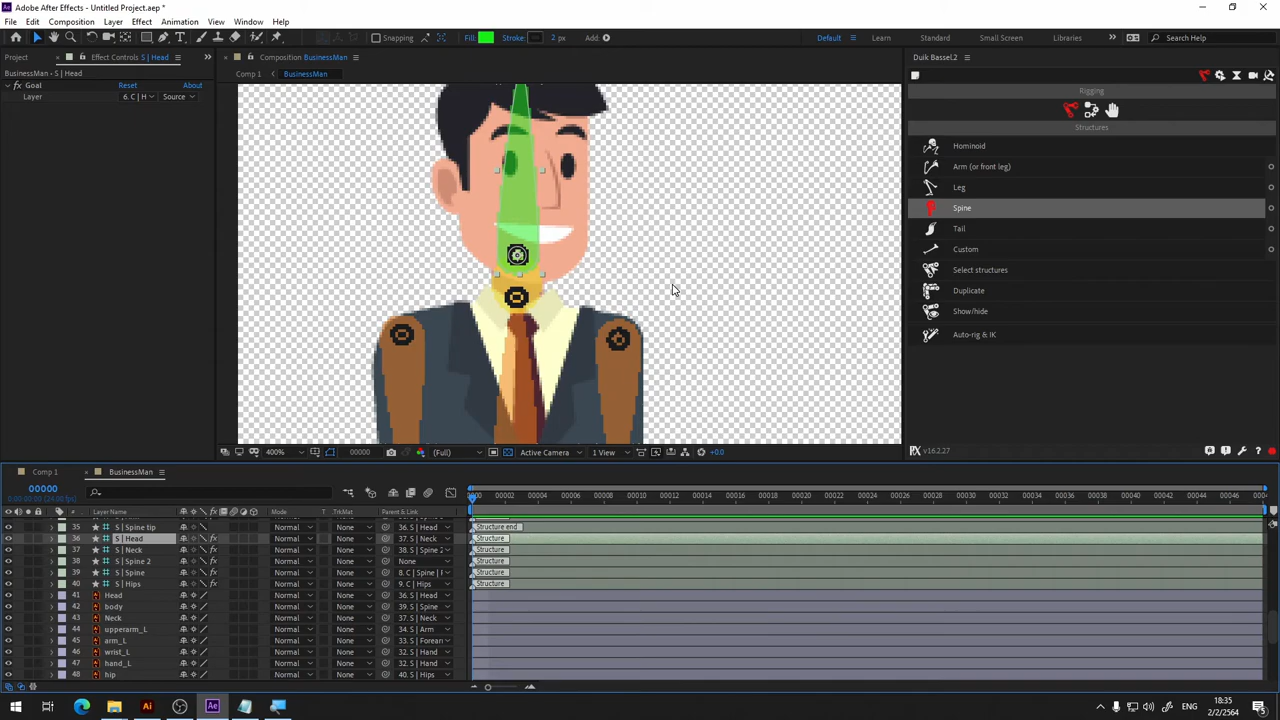 Adobe After Effects - Untitled Project.aep *
File Edit Composition Layer Effect Animation View Window Help
Snapping Fill: Stroke: 2 px Add: Default Learn Standard Small Screen Libraries Search Help
Project Effect Controls S | Head Composition BusinessMan Duik Bassel.2
BusinessMan • S | Head Comp 1 BusinessMan
fx Goal Reset About
Layer 6. C | H Source
Rigging
Structures
Hominoid
Arm (or front leg)
Leg
Spine
Tail
Custom
Select structures
Duplicate
Show/hide
Auto-rig & IK
400% 00000 (Full) Active Camera 1 View +0.0
v16.2.27
Comp 1 BusinessMan
00000
0:00:00:00 (24.00 fps)
00002 00004 00006 00008 00010 00012 00014 00016 00018 00020 00022 00024 00026 00028 00030 00032 00034 00036 00038 00040 00042 00044
# Layer Name Mode T TrkMat Parent & Link
35 S | Spine tip Normal None 36. S | Head Structure end
36 S | Head Normal None 37. S | Neck Structure
37 S | Neck Normal None 38. S | Spine 2 Structure
38 S | Spine 2 Normal None None Structure
39 S | Spine Normal None 8. C | Spine | Structure
40 S | Hips Normal None 9. C | Hips Structure
41 Head Normal None 36. S | Head
42 body Normal None 39. S | Spine
43 Neck Normal None 37. S | Neck
44 upperarm_L Normal None 34. S | Arm
45 arm_L Normal None 33. S | Forearm
46 wrist_L Normal None 32. S | Hand
47 hand_L Normal None 32. S | Hand
48 hip Normal None 40. S | Hips
18:35
2/2/2564